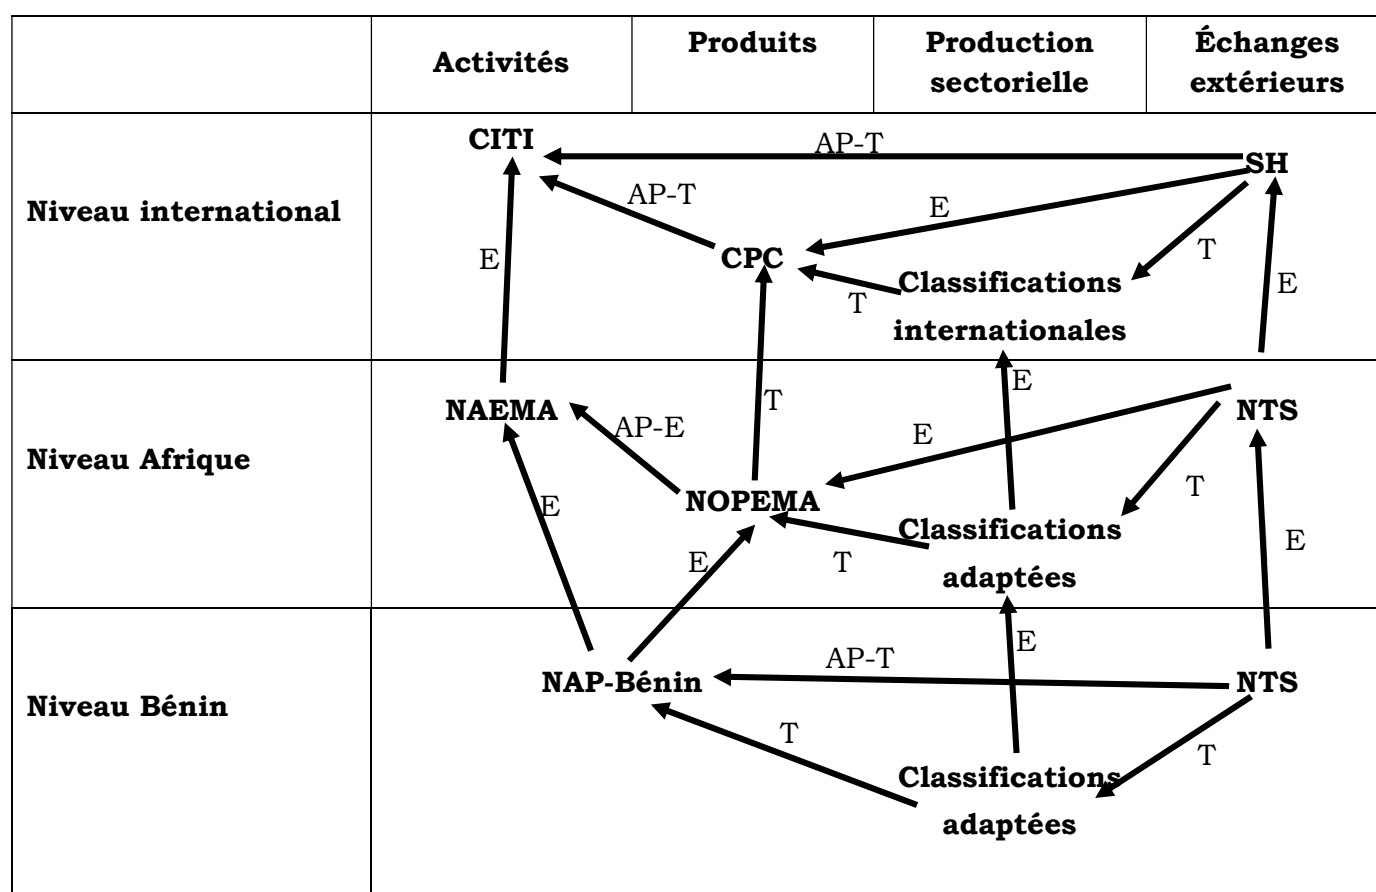 Activités
Produits
Production
sectorielle
Échanges
extérieurs
Niveau international
CITI
AP-T
SH
AP-T
E
E
CPC
T
E
T
Classifications
internationales
Niveau Afrique
NAEMA
AP-E
T
E
E
NTS
E
NOPEMA
T
Classifications
adaptées
E
T
E
Niveau Bénin
NAP-Bénin
AP-T
E
NTS
T
T
Classifications
adaptées